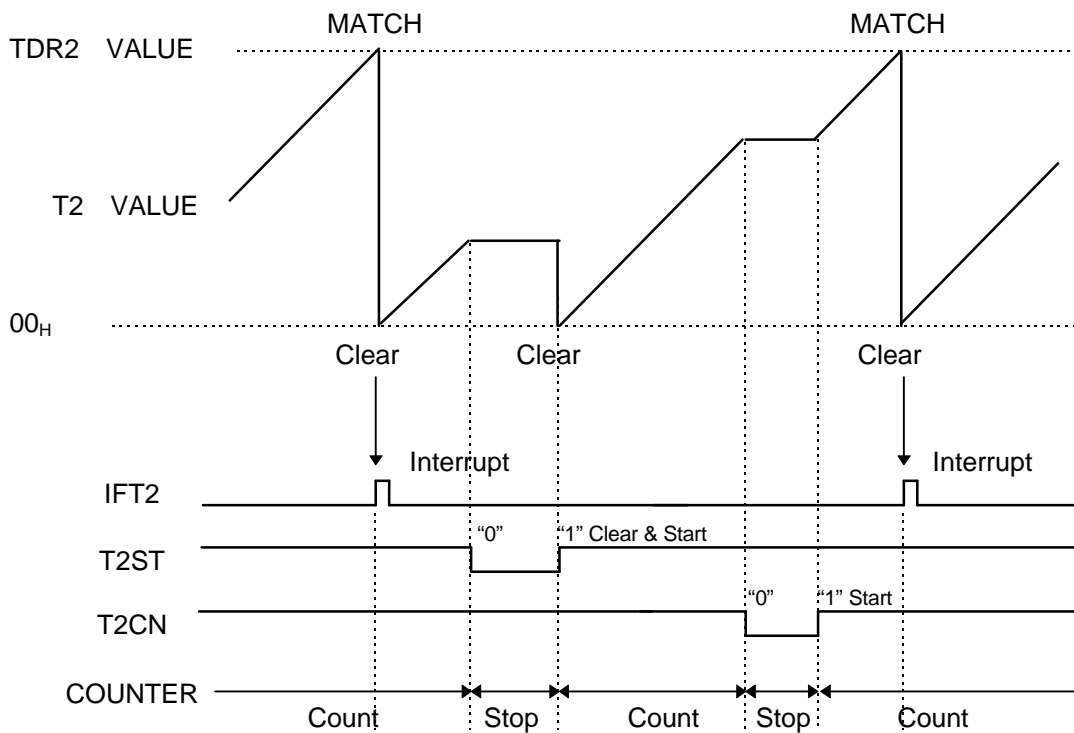 MATCH MATCH
TDR2 VALUE
T2 VALUE
00H
Clear Clear Clear
Interrupt Interrupt
IFT2
“0” “1” Clear & Start
T2ST
“0” “1” Start
T2CN
COUNTER
Count Stop Count Stop Count